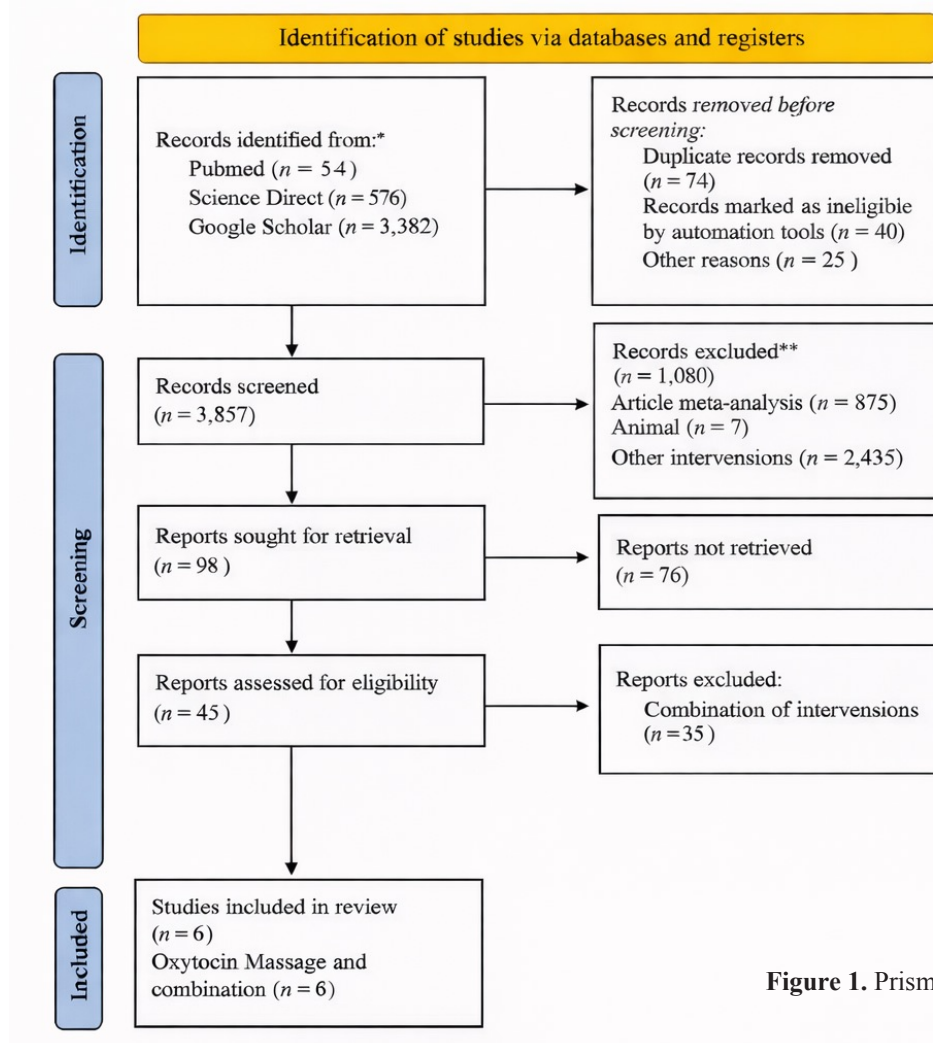 Identification of studies via databases and registers
Identification
Records identified from:*
Pubmed (n = 54)
Science Direct (n = 576)
Google Scholar (n = 3,382)
Records removed before
screening:
Duplicate records removed
(n = 74)
Records marked as ineligible
by automation tools (n = 40)
Other reasons (n = 25 )
Screening
Records screened
(n = 3,857)
Records excluded**
(n = 1,080)
Article meta-analysis (n = 875)
Animal (n = 7)
Other intervensions (n = 2,435)
Reports sought for retrieval
(n = 98 )
Reports not retrieved
(n = 76)
Reports assessed for eligibility
(n = 45 )
Reports excluded:
Combination of intervensions
(n =35 )
Included
Studies included in review
(n = 6)
Oxytocin Massage and
combination (n = 6)
Figure 1. Prism